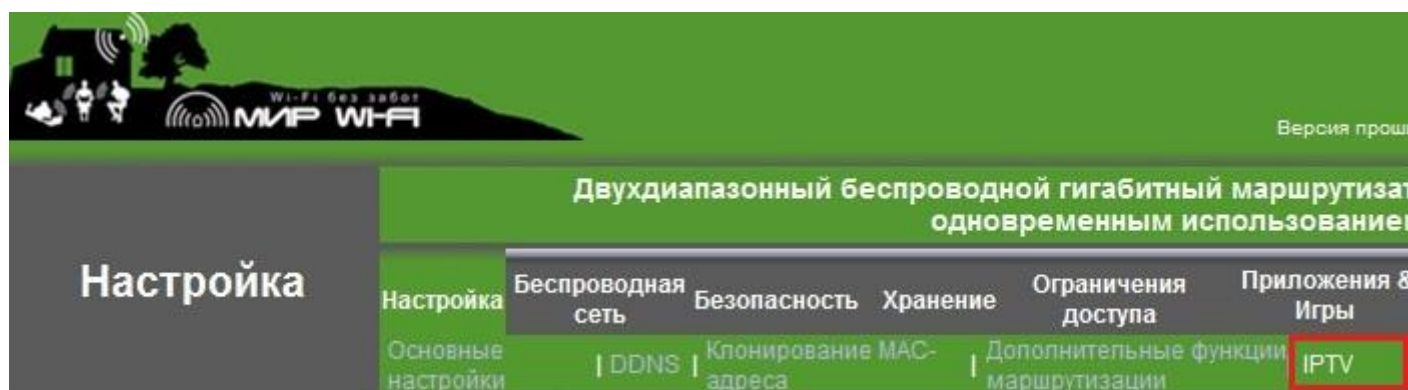 Wi-Fi без забот
МИР WI-FI
Версия прош
Двухдиапазонный беспроводной гигабитный маршрутизат
одновременным использование
Настройка
Настройка
Беспроводная
сеть
Безопасность
Хранение
Ограничения
доступа
Приложения &
Игры
Основные
настройки
| DDNS |
Клонирование MAC-
адреса
|
Дополнительные функции
маршрутизации
IPTV